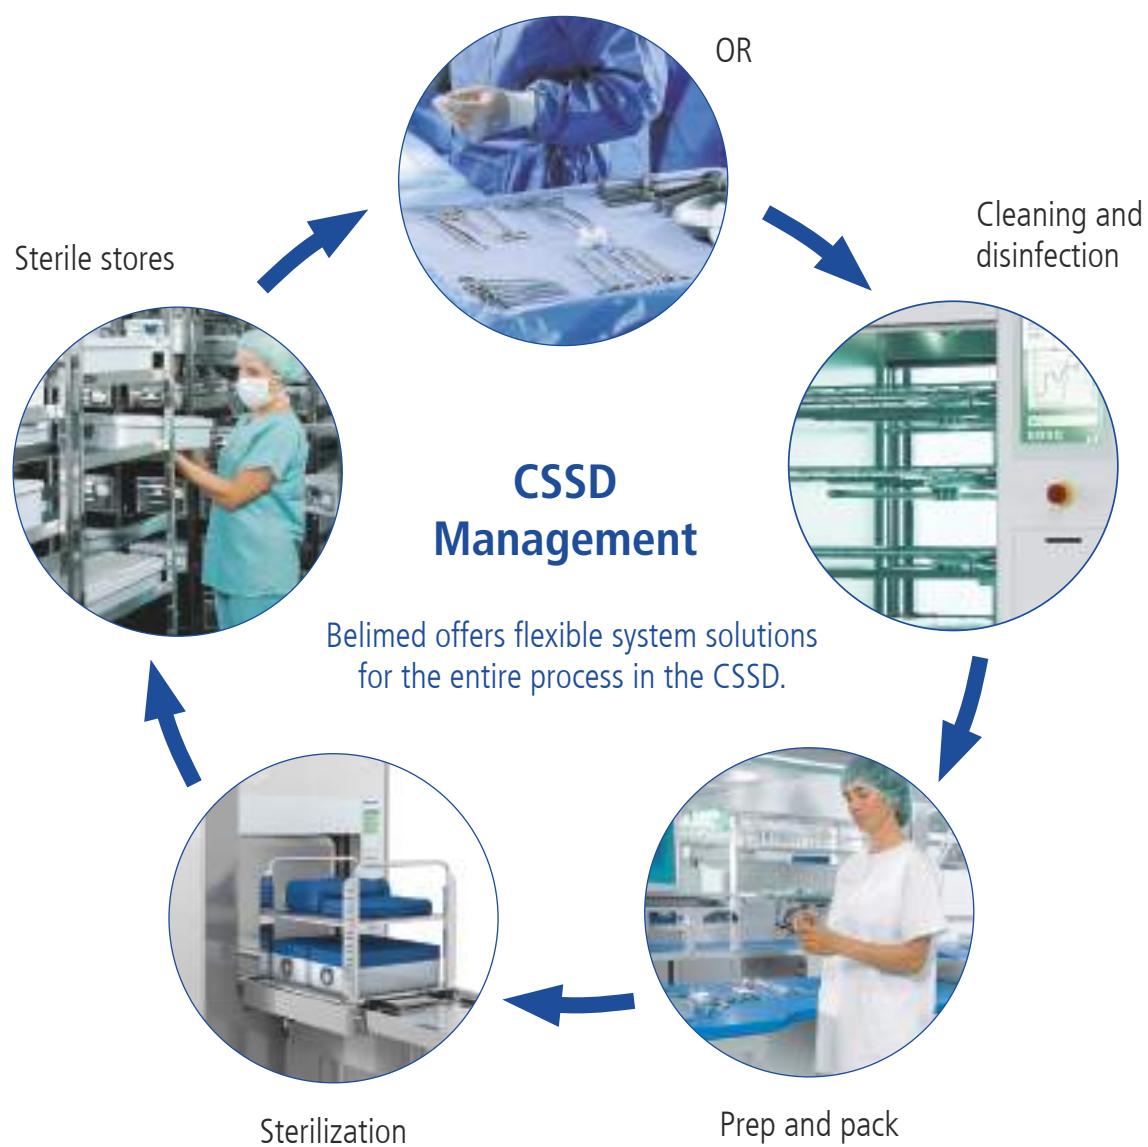 OR
Cleaning and
disinfection
Sterile stores
CSSD
Management
Belimed offers flexible system solutions
for the entire process in the CSSD.
Sterilization
Prep and pack